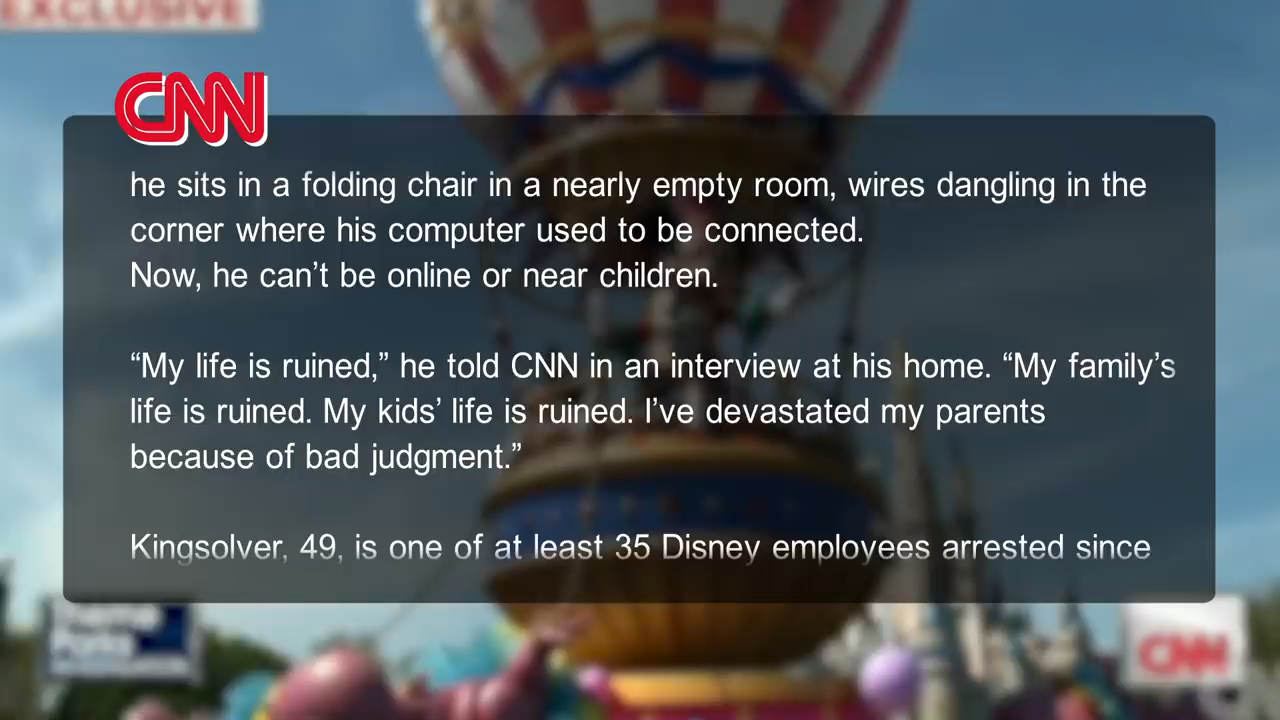 EXCLUSIVE
CNN
he sits in a folding chair in a nearly empty room, wires dangling in the
corner where his computer used to be connected.
Now, he can’t be online or near children.
“My life is ruined,” he told CNN in an interview at his home. “My family’s
life is ruined. My kids’ life is ruined. I’ve devastated my parents
because of bad judgment.”
Kingsolver, 49, is one of at least 35 Disney employees arrested since
Theme
Parks
CNN